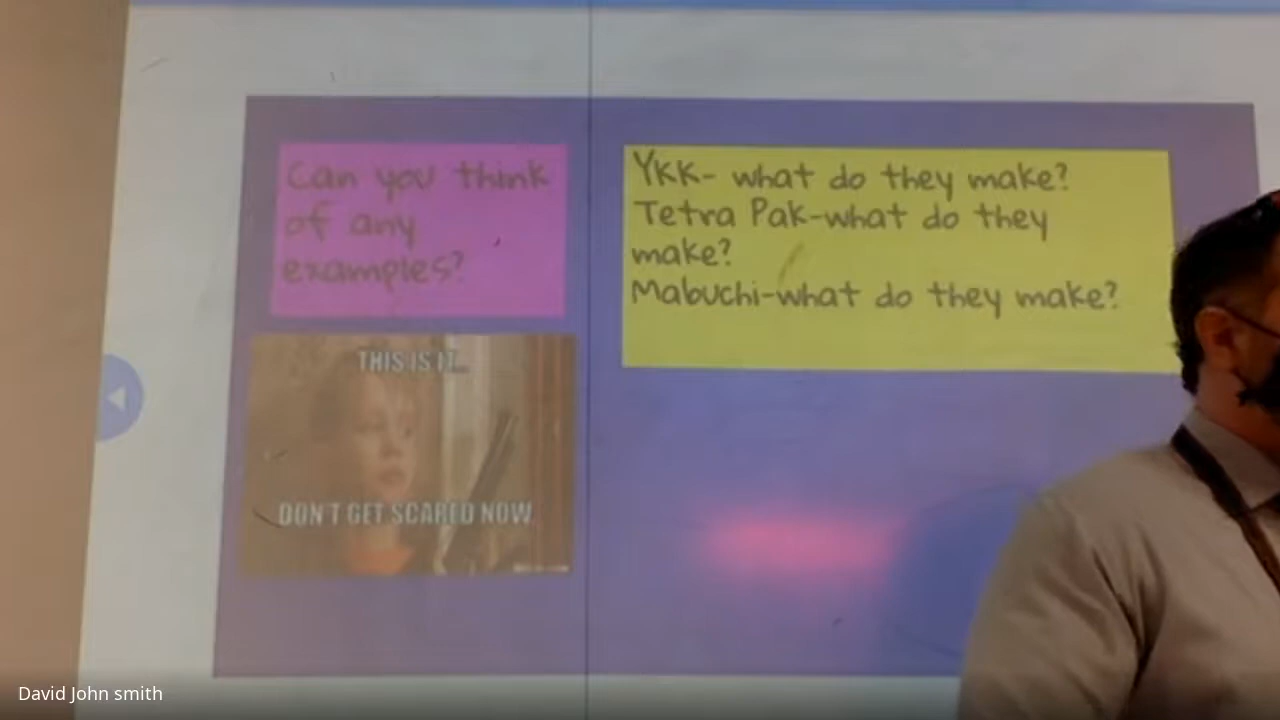 Can you think
of any
examples?
YKK- what do they make?
Tetra Pak-what do they
make?
Mabuchi-what do they make?
THIS IS IT...
DON'T GET SCARED NOW
David John smith